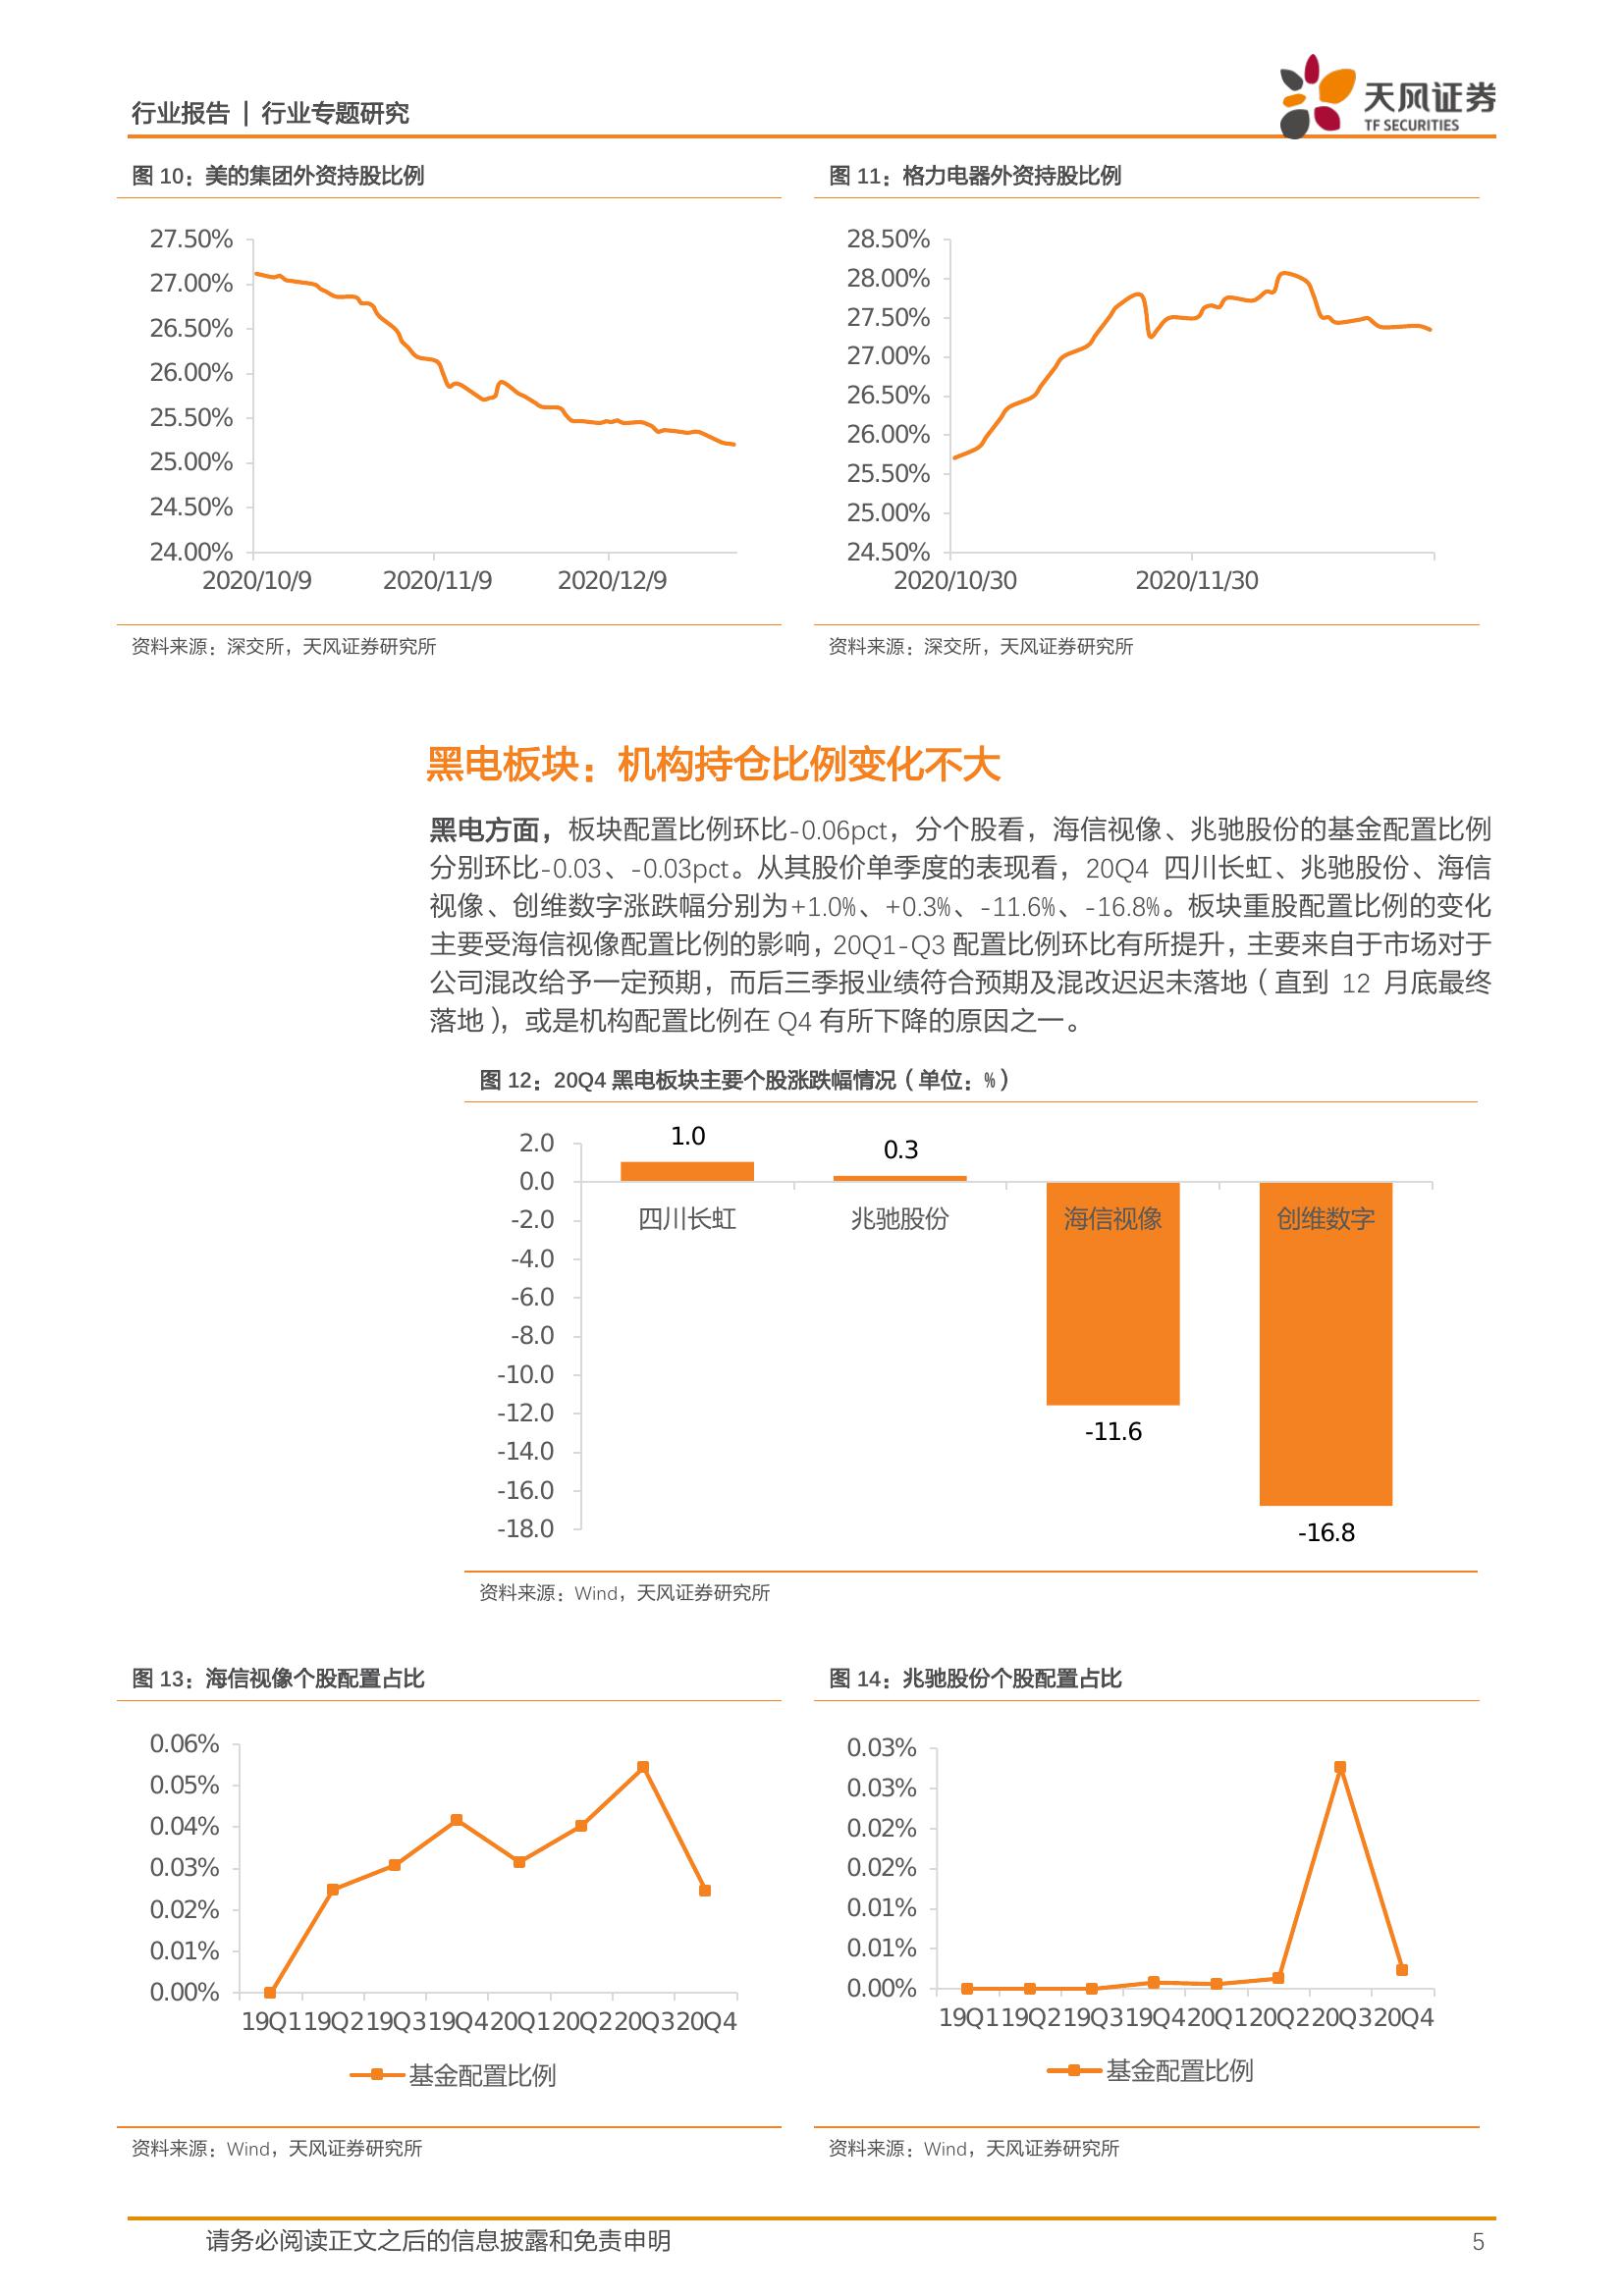 行业报告 | 行业专题研究
天风证券
TF SECURITIES
图 10：美的集团外资持股比例
27.50%
27.00%
26.50%
26.00%
25.50%
25.00%
24.50%
24.00%
2020/10/9 2020/11/9 2020/12/9
资料来源：深交所，天风证券研究所
图 11：格力电器外资持股比例
28.50%
28.00%
27.50%
27.00%
26.50%
26.00%
25.50%
25.00%
24.50%
2020/10/30 2020/11/30
资料来源：深交所，天风证券研究所
黑电板块：机构持仓比例变化不大
黑电方面，板块配置比例环比-0.06pct，分个股看，海信视像、兆驰股份的基金配置比例
分别环比-0.03、-0.03pct。从其股价单季度的表现看，20Q4 四川长虹、兆驰股份、海信
视像、创维数字涨跌幅分别为+1.0%、+0.3%、-11.6%、-16.8%。板块重股配置比例的变化
主要受海信视像配置比例的影响，20Q1-Q3 配置比例环比有所提升，主要来自于市场对于
公司混改给予一定预期，而后三季报业绩符合预期及混改迟迟未落地（直到 12 月底最终
落地），或是机构配置比例在 Q4 有所下降的原因之一。
图 12：20Q4 黑电板块主要个股涨跌幅情况（单位：%）
2.0
0.0
-2.0
-4.0
-6.0
-8.0
-10.0
-12.0
-14.0
-16.0
-18.0
1.0 0.3
四川长虹 兆驰股份 海信视像 创维数字
-11.6
-16.8
资料来源：Wind，天风证券研究所
图 13：海信视像个股配置占比
0.06%
0.05%
0.04%
0.03%
0.02%
0.01%
0.00%
19Q119Q219Q319Q420Q120Q220Q320Q4
基金配置比例
资料来源：Wind，天风证券研究所
图 14：兆驰股份个股配置占比
0.03%
0.03%
0.02%
0.02%
0.01%
0.01%
0.00%
19Q119Q219Q319Q420Q120Q220Q320Q4
基金配置比例
资料来源：Wind，天风证券研究所
请务必阅读正文之后的信息披露和免责申明 5